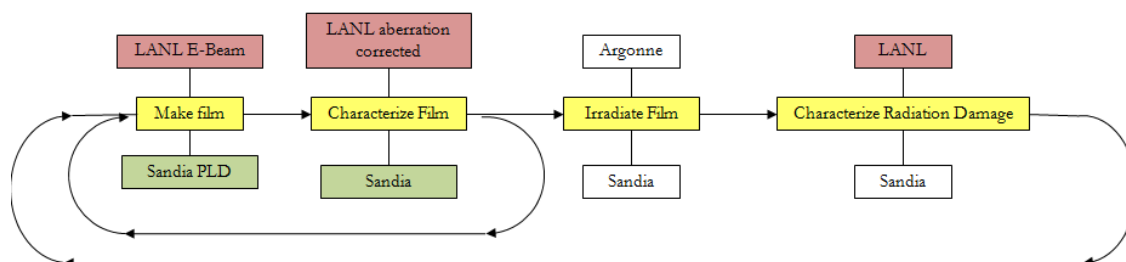 LANL E-Beam
LANL aberration
corrected
Argonne
LANL
Make film
Characterize Film
Irradiate Film
Characterize Radiation Damage
Sandia PLD
Sandia
Sandia
Sandia